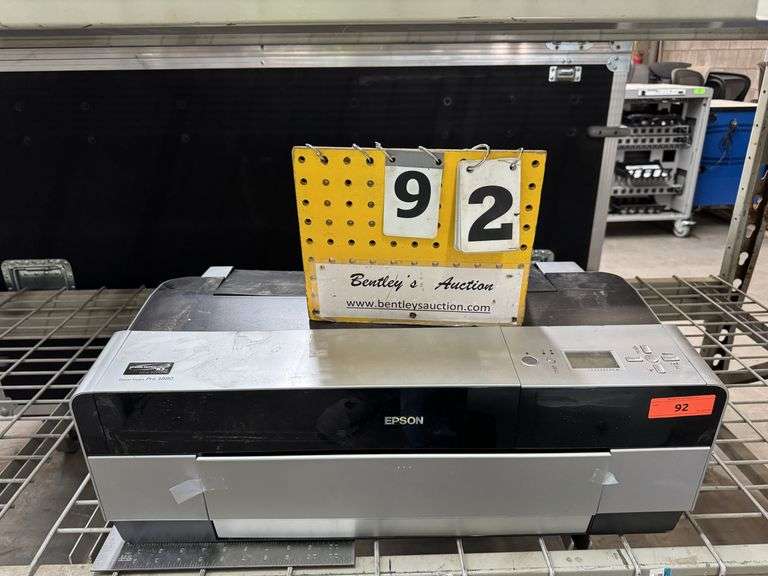 9 2
Bentley's Auction
www.bentleysauction.com
EPSON
92